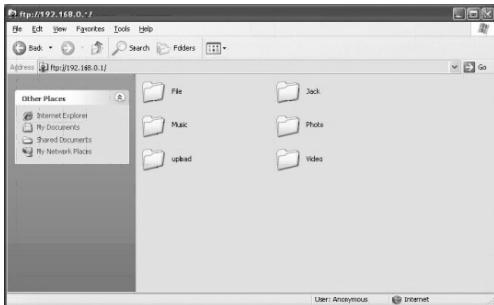 ftp://192.168.0.1/
File Edit View Favorites Tools Help
Back Search Folders
Address ftp://192.168.0.1/ Go
Other Places
Internet Explorer
My Documents
Shared Documents
My Network Places
File Jack
Music Photo
upload Video
User: Anonymous Internet